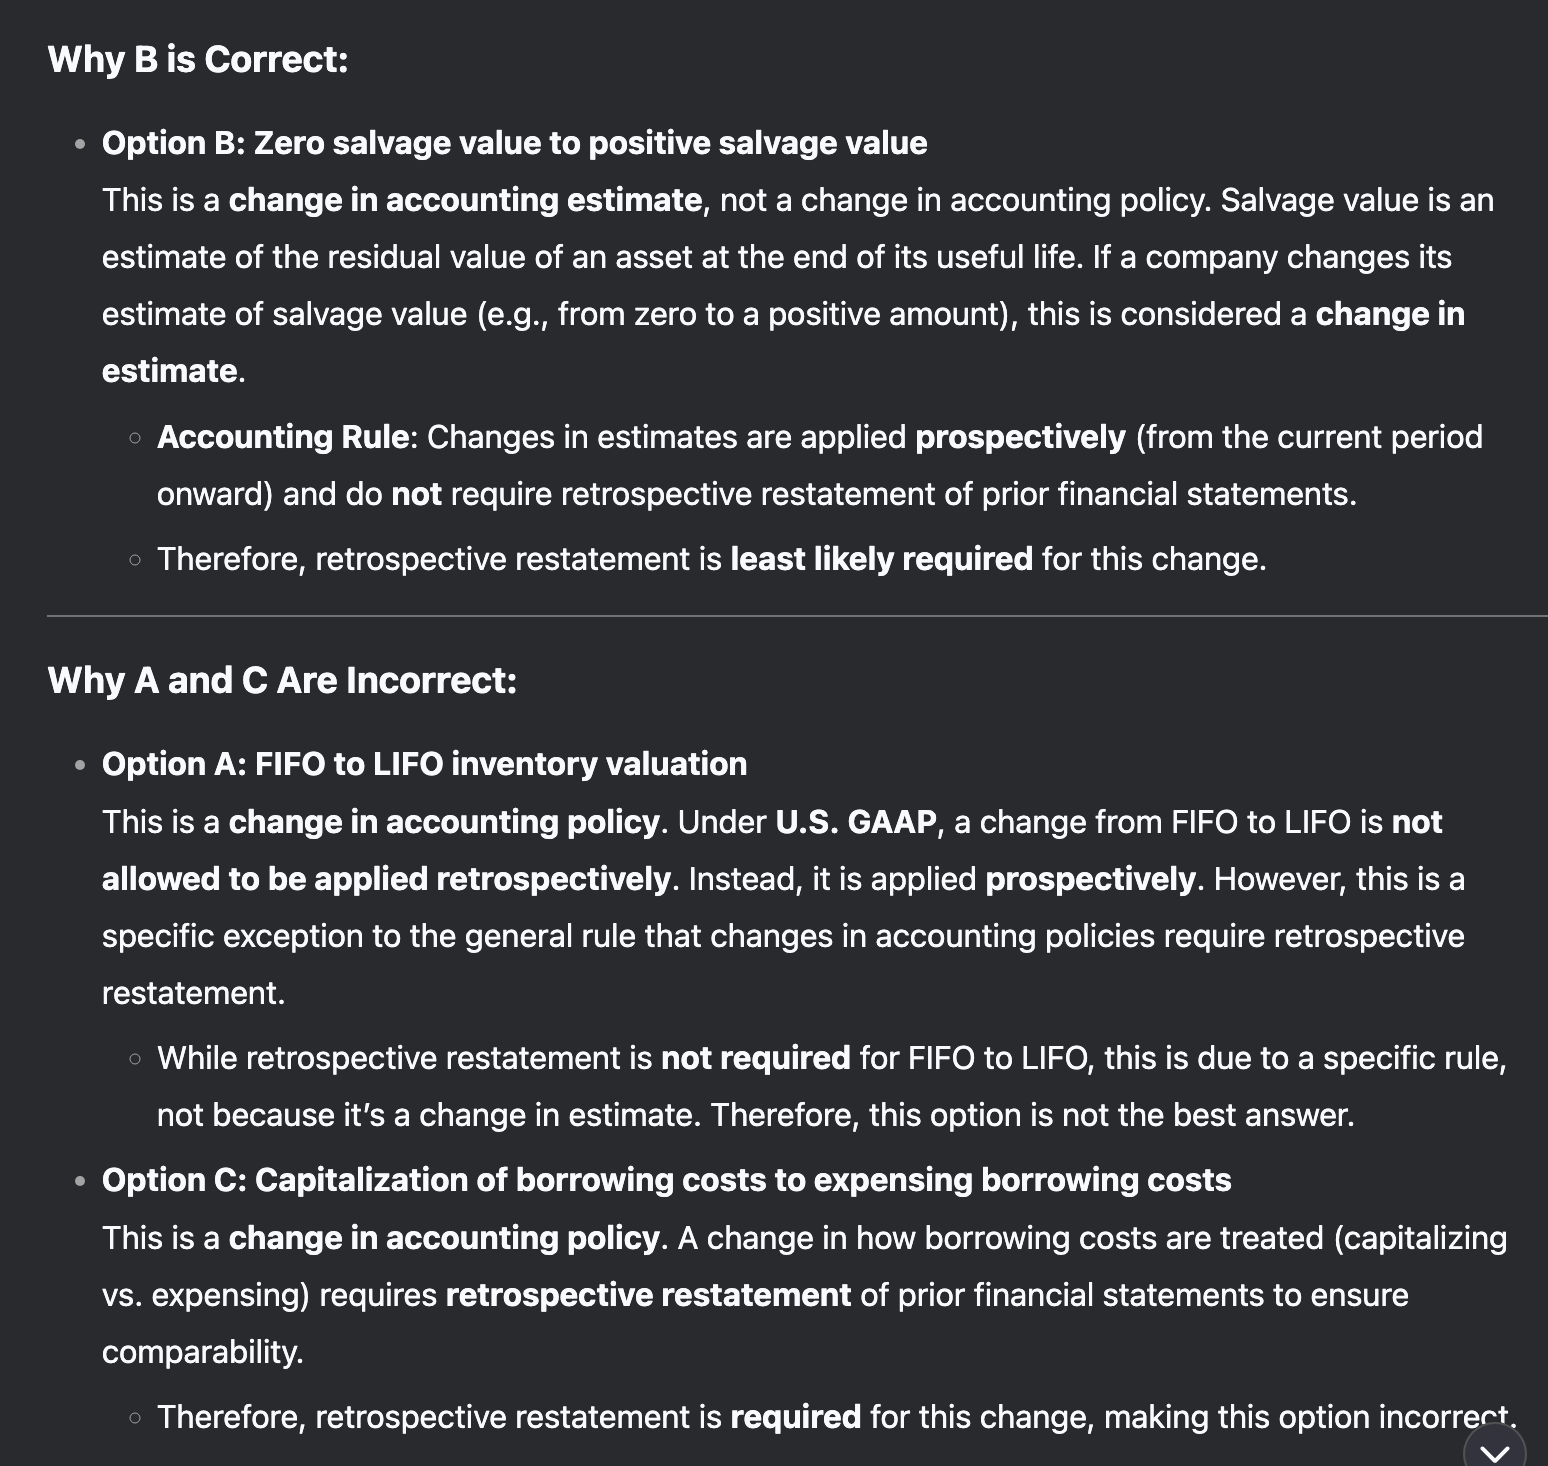 Why B is Correct:
• Option B: Zero salvage value to positive salvage value
This is a change in accounting estimate, not a change in accounting policy. Salvage value is an
estimate of the residual value of an asset at the end of its useful life. If a company changes its
estimate of salvage value (e.g., from zero to a positive amount), this is considered a change in
estimate.
○ Accounting Rule: Changes in estimates are applied prospectively (from the current period
onward) and do not require retrospective restatement of prior financial statements.
○ Therefore, retrospective restatement is least likely required for this change.
Why A and C Are Incorrect:
• Option A: FIFO to LIFO inventory valuation
This is a change in accounting policy. Under U.S. GAAP, a change from FIFO to LIFO is not
allowed to be applied retrospectively. Instead, it is applied prospectively. However, this is a
specific exception to the general rule that changes in accounting policies require retrospective
restatement.
○ While retrospective restatement is not required for FIFO to LIFO, this is due to a specific rule,
not because it’s a change in estimate. Therefore, this option is not the best answer.
• Option C: Capitalization of borrowing costs to expensing borrowing costs
This is a change in accounting policy. A change in how borrowing costs are treated (capitalizing
vs. expensing) requires retrospective restatement of prior financial statements to ensure
comparability.
○ Therefore, retrospective restatement is required for this change, making this option incorrect.